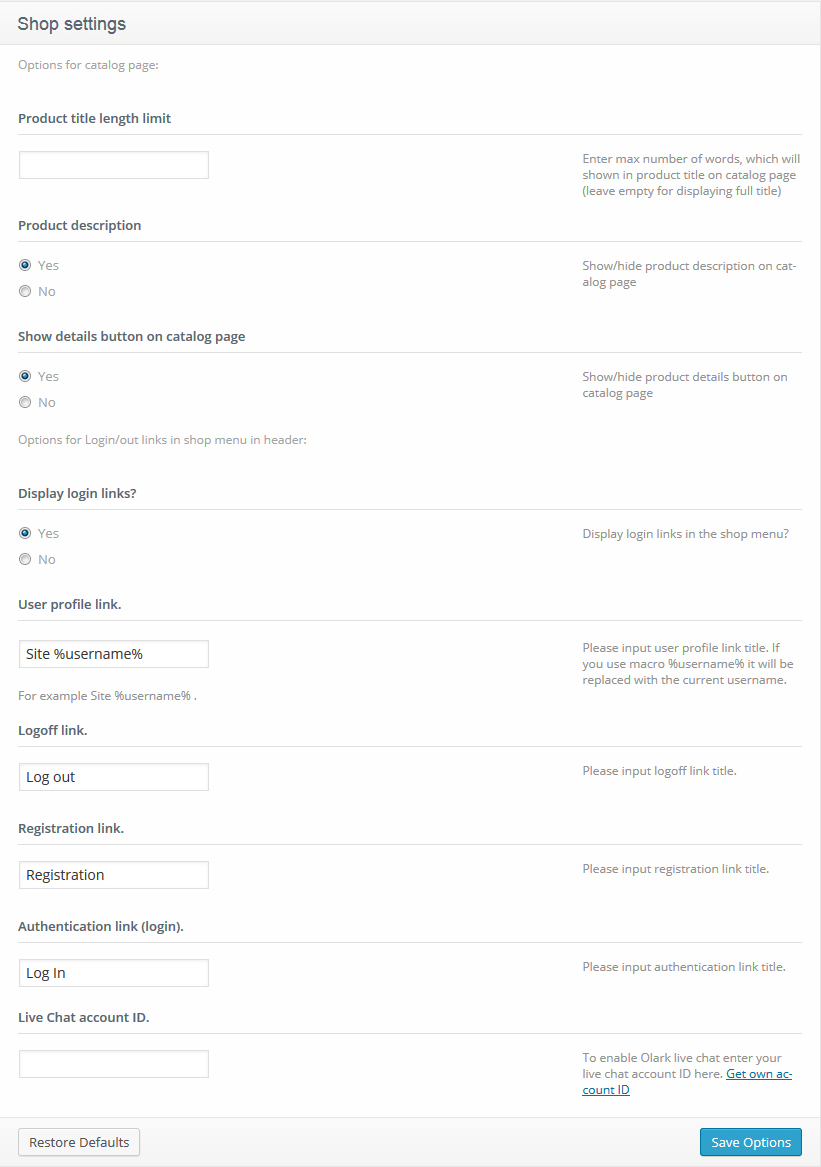 Shop settings
Options for catalog page:
Product title length limit
Enter max number of words, which will
shown in product title on catalog page
(leave empty for displaying full title)
Product description
Yes
No
Show/hide product description on cat-
alog page
Show details button on catalog page
Yes
No
Show/hide product details button on
catalog page
Options for Login/out links in shop menu in header:
Display login links?
Yes
No
Display login links in the shop menu?
User profile link.
Site %username%
For example Site %username% .
Please input user profile link title. If
you use macro %username% it will be
replaced with the current username.
Logoff link.
Log out
Please input logoff link title.
Registration link.
Registration
Please input registration link title.
Authentication link (login).
Log In
Please input authentication link title.
Live Chat account ID.
To enable Olark live chat enter your
live chat account ID here. Get own ac-
count ID
Restore Defaults
Save Options